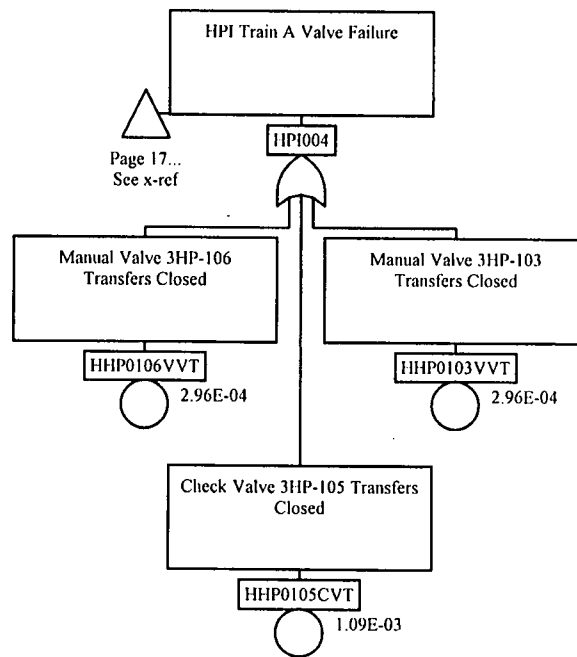 HPI Train A Valve Failure
HPI004
Page 17...
See x-ref
Manual Valve 3HP-106
Transfers Closed
HHP0106VVT
2.96E-04
Manual Valve 3HP-103
Transfers Closed
HHP0103VVT
2.96E-04
Check Valve 3HP-105 Transfers
Closed
HHP0105CVT
1.09E-03